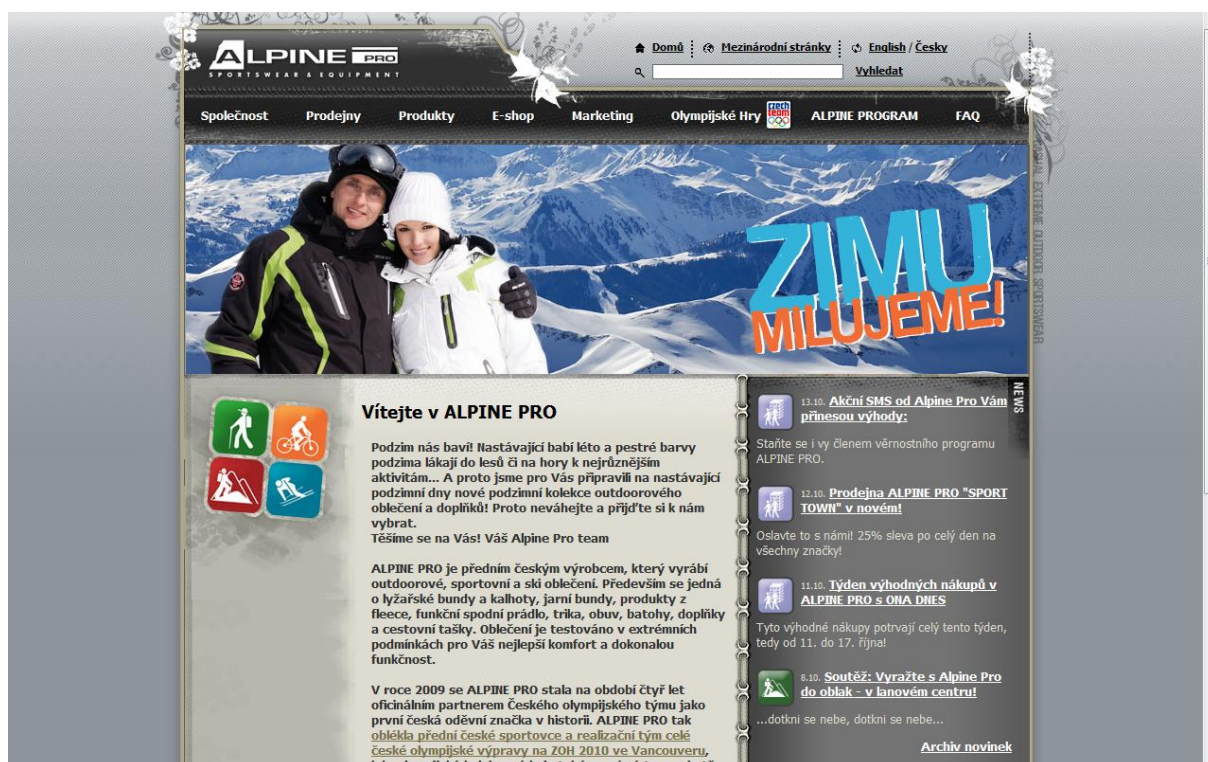 ALPINE PRO
SPORTSWEAR & EQUIPMENT
Domů
Mezinárodní stránky
English / Česky
Vyhledat
Společnost
Prodejny
Produkty
E-shop
Marketing
Olympijské Hry
czech
team
ALPINE PROGRAM
FAQ
ZIMU
MILUJEME!
EXTREME OUTDOOR SPORTSWEAR
Vítejte v ALPINE PRO
Podzim nás baví! Nastávající babí léto a pestré barvy
podzima lákají do lesů či na hory k nejrůznějším
aktivitám... A proto jsme pro Vás připravili na nastávající
podzimní dny nové podzimní kolekce outdoorového
oblečení a doplňků! Proto neváhejte a přijďte si k nám
vybrat.
Těšíme se na Vás! Váš Alpine Pro team
ALPINE PRO je předním českým výrobcem, který vyrábí
outdoorové, sportovní a ski oblečení. Především se jedná
o lyžařské bundy a kalhoty, jarní bundy, produkty z
fleece, funkční spodní prádlo, trika, obuv, batohy, doplňky
a cestovní tašky. Oblečení je testováno v extrémních
podmínkách pro Váš nejlepší komfort a dokonalou
funkčnost.
V roce 2009 se ALPINE PRO stala na období čtyř let
oficinálním partnerem Českého olympijského týmu jako
první česká oděvní značka v historii. ALPINE PRO tak
oblékla přední české sportovce a realizační tým celé
české olympijské výpravy na ZOH 2010 ve Vancouveru,
NEWS
13.10. Akční SMS od Alpine Pro Vám
přinesou výhody:
Staňte se i vy členem věrnostního programu
ALPINE PRO.
12.10. Prodejna ALPINE PRO "SPORT
TOWN" v novém!
Oslavte to s námi! 25% sleva po celý den na
všechny značky!
11.10. Týden výhodných nákupů v
ALPINE PRO s ONA DNES
Tyto výhodné nákupy potrvají celý tento týden,
tedy od 11. do 17. října!
8.10. Soutěž: Vyražte s Alpine Pro
do oblak - v lanovém centru!
...dotkni se nebe, dotkni se nebe...
Archiv novinek